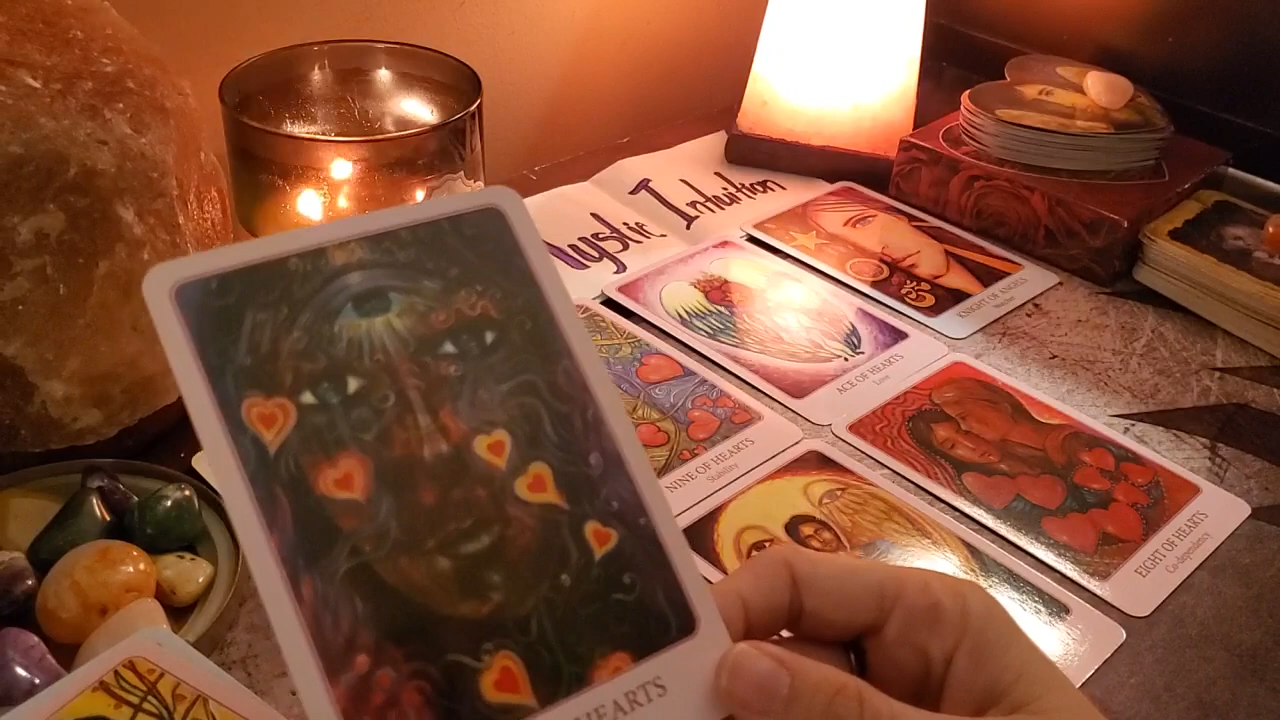 Mystic Intuition
KNIGHT OF ANGELS
Healer
ACE OF HEARTS
Love
NINE OF HEARTS
Stability
EIGHT OF HEARTS
Co-dependency
HEARTS